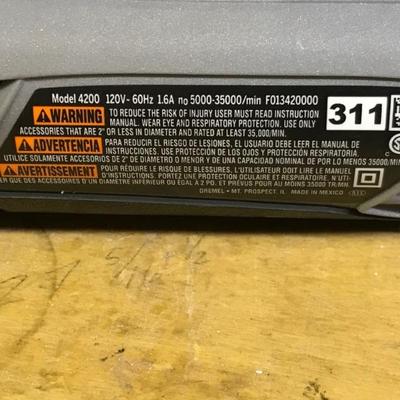 Model 4200 120V~ 60Hz 1.6A n₀ 5000-35000/min F013420000
WARNING TO REDUCE THE RISK OF INJURY USER MUST READ INSTRUCTION
MANUAL. WEAR EYE AND RESPIRATORY PROTECTION. USE ONLY
ACCESSORIES THAT ARE 2" OR LESS IN DIAMETER AND RATED AT LEAST 35,000/MIN.
311
ADVERTENCIA PARA REDUCIR EL RIESGO DE LESIONES, EL USUARIO DEBE LEER EL MANUAL DE
INSTRUCCIONES. USE PROTECCIÓN DE LOS OJOS Y PROTECCIÓN RESPIRATORIA.
UTILICE SOLAMENTE ACCESORIOS DE 2" DE DIÁMETRO O MENOR Y DE UNA CAPACIDAD NOMINAL DE POR LO MENOS 35000/MIN
AVERTISSEMENT POUR RÉDUIRE LE RISQUE DE BLESSURES, L'UTILISATEUR DOIT LIRE LE MANUEL
D'INSTRUCTIONS. PORTEZ UNE PROTECTION OCULAIRE ET RESPIRATOIRE. N'UTI-
QUE DES ACCESSOIRES D'UN DIAMÈTRE INFÉRIEUR OU ÉGAL À 2 PO. ET PRÉVUS POUR AU MOINS 35000 TR/MN.
DREMEL - MT. PROSPECT, IL MADE IN MEXICO